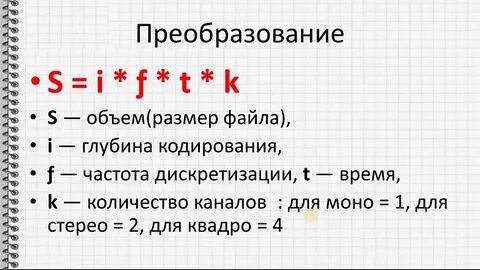 Преобразование
• S = i * ƒ * t * k
• S — объем(размер файла),
• i — глубина кодирования,
• ƒ — частота дискретизации, t — время,
• k — количество каналов : для моно = 1, для
стерео = 2, для квадро = 4